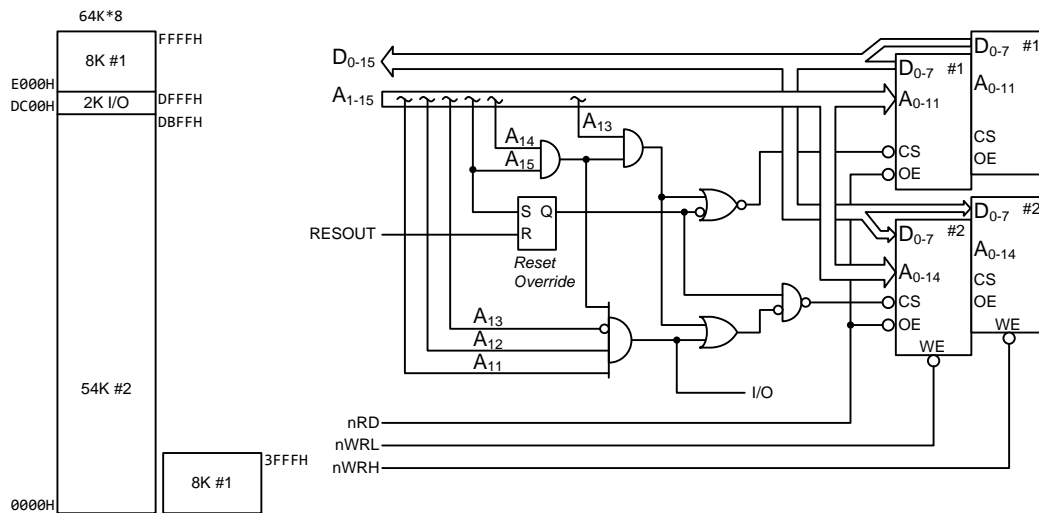 64K*8
FFFFH
8K #1
E000H
DFFFH
2K I/O
DC00H
DBFFH
54K #2
3FFFH
8K #1
0000H
D0-15
A1-15
A14
A15
A13
S Q
R
RESOUT
Reset
Override
A13
A12
A11
I/O
nRD
nWRL
nWRH
D0-7 #1
A0-11
CS
OE
D0-7 #1
A0-11
CS
OE
D0-7 #2
A0-14
CS
OE
WE
D0-7 #2
A0-14
CS
OE
WE